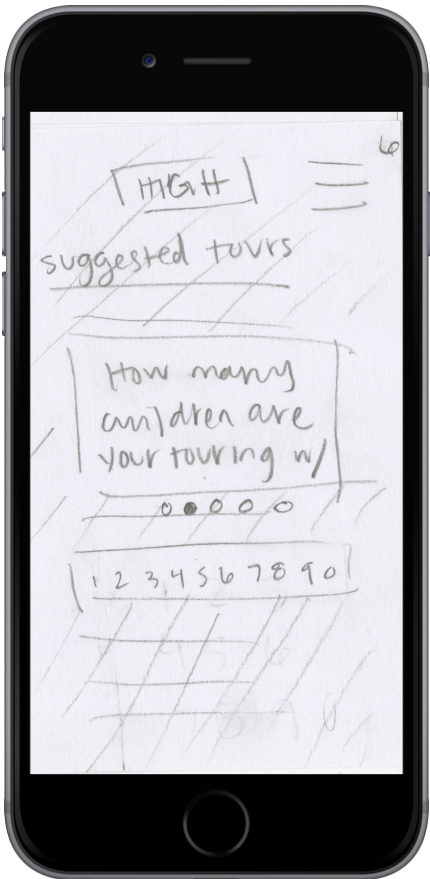 6
HIGH
suggested tours
How many
children are
your touring w/
1 2 3 4 5 6 7 8 9 0